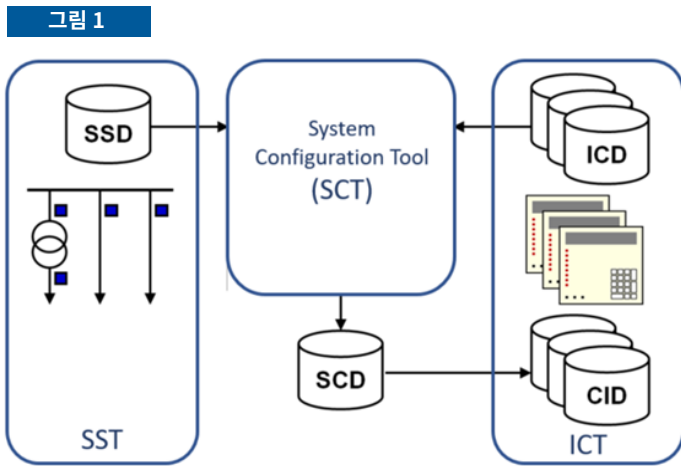 그림 1
SSD
System
Configuration Tool
(SCT)
ICD
SCD
CID
SST
ICT